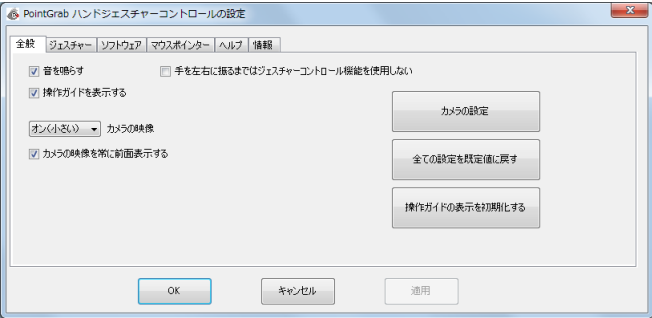 PointGrab ハンドジェスチャーコントロールの設定
全般 ジェスチャー ソフトウェア マウスポインター ヘルプ 情報
音を鳴らす 手を左右に振るまではジェスチャーコントロール機能を使用しない
操作ガイドを表示する
カメラの設定
オン(小さい) カメラの映像
カメラの映像を常に前面表示する
全ての設定を既定値に戻す
操作ガイドの表示を初期化する
OK キャンセル 適用